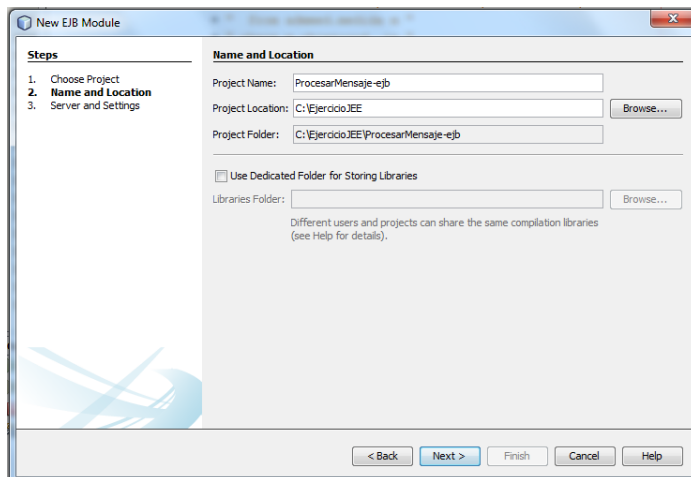 New EJB Module
Steps
1. Choose Project
2. Name and Location
3. Server and Settings
Name and Location
Project Name: ProcesarMensaje-ejb
Project Location: C:\EjercicioJEE Browse...
Project Folder: C:\EjercicioJEE\ProcesarMensaje-ejb
Use Dedicated Folder for Storing Libraries
Libraries Folder: Browse...
Different users and projects can share the same compilation libraries
(see Help for details).
< Back Next > Finish Cancel Help